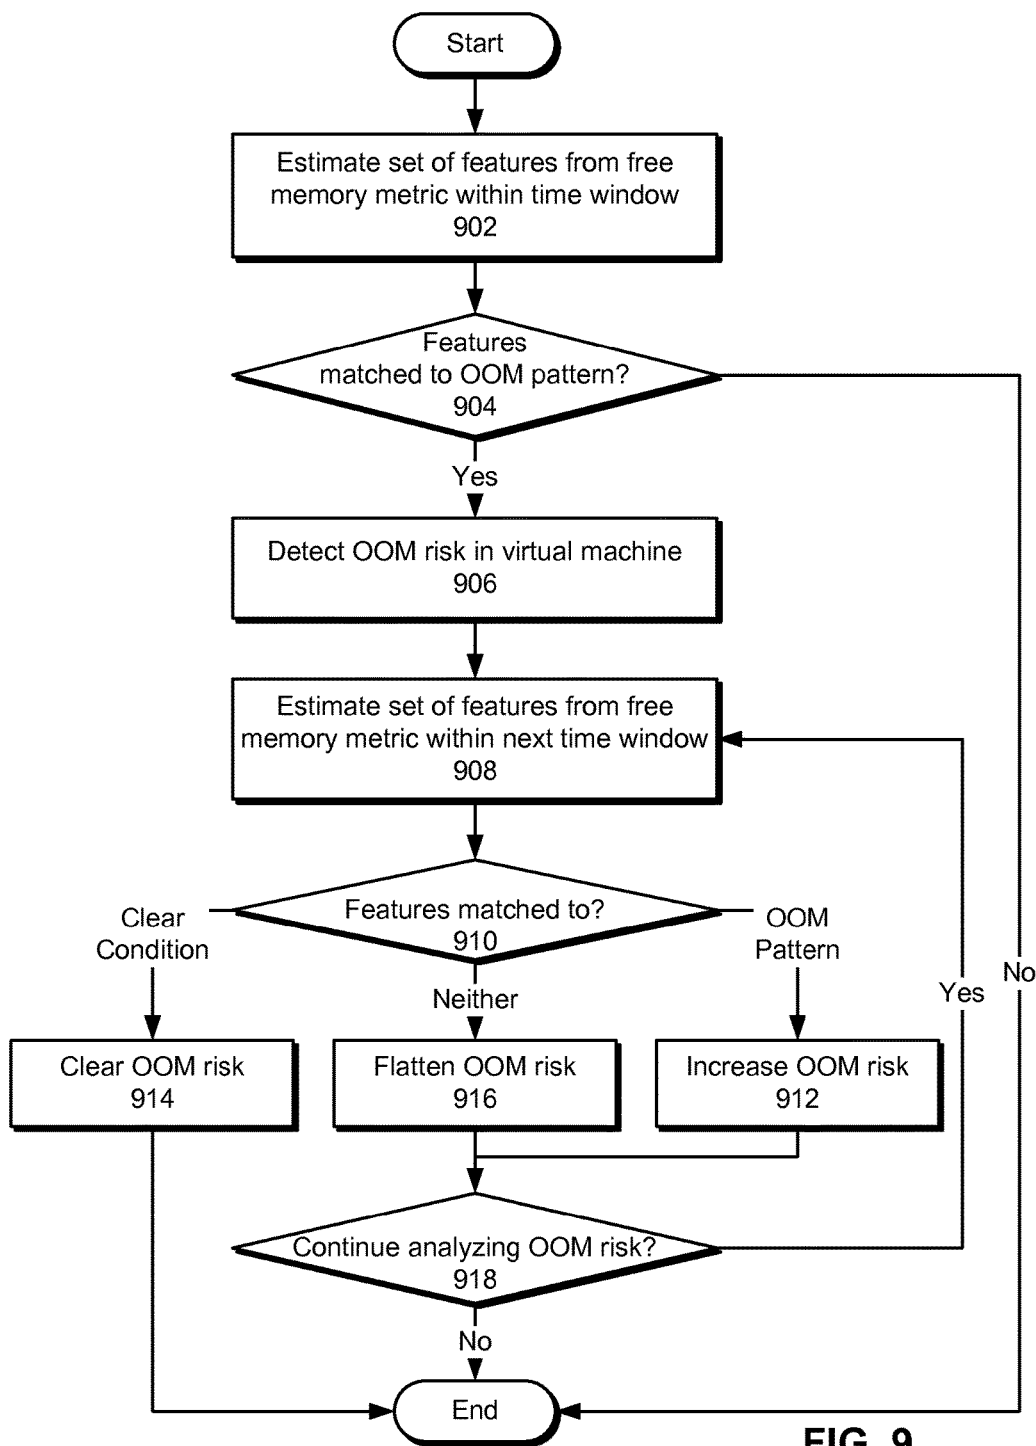 Start
Estimate set of features from free
memory metric within time window
902
Features
matched to OOM pattern?
904
Yes
Detect OOM risk in virtual machine
906
Estimate set of features from free
memory metric within next time window
908
Features matched to?
910
Clear
Condition
OOM
Pattern
Neither
Yes
No
Clear OOM risk
914
Flatten OOM risk
916
Increase OOM risk
912
Continue analyzing OOM risk?
918
No
End
FIG. 9